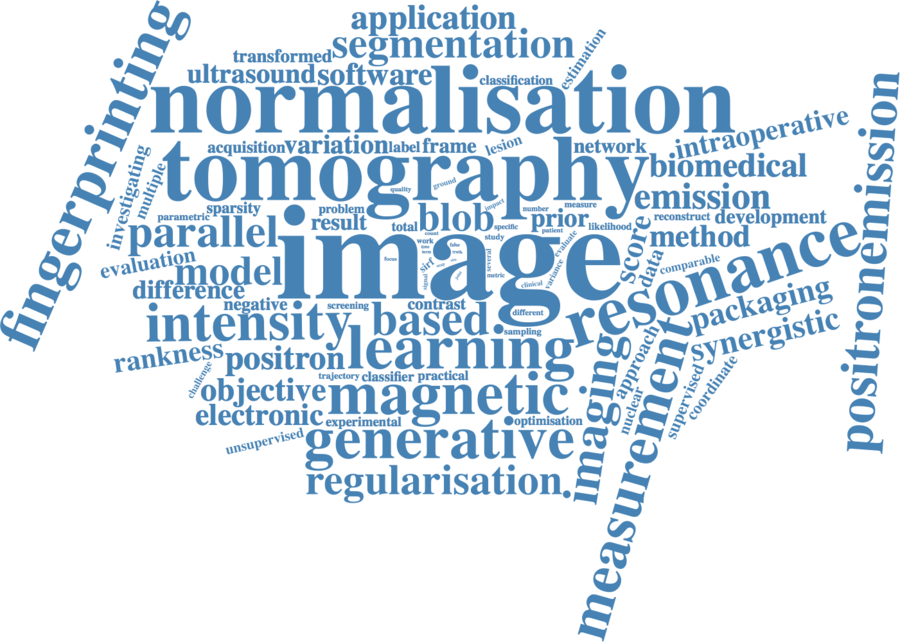 application
segmentation
estimation
transformed
ultrasound
software
classification
normalisation
fingerprinting
acquisition
variation
label
frame
lesion
network
intraoperative
tomography
biomedical
emission
positronemission
investigating
multiple
quality
ground
impact
number
measure
parametric
sparsity
problem
result
total
blob
specific
prior
patient
likelihood
reconstruct
development
parallel
image
count
work
study
score
method
evaluation
model
focus
true
false
term
sirf
signal
several
metric
evaluate
variance
clinical
data
comparable
resonance
difference
negative
screening
contrast
different
packaging
intensity
based
sampling
synergistic
rankness
positron
learning
imaging
approach
measurement
challenge
objective
trajectory
classifier
practical
magnetic
nuclear
supervised
coordinate
electronic
experimental
optimisation
unsupervised
generative
regularisation